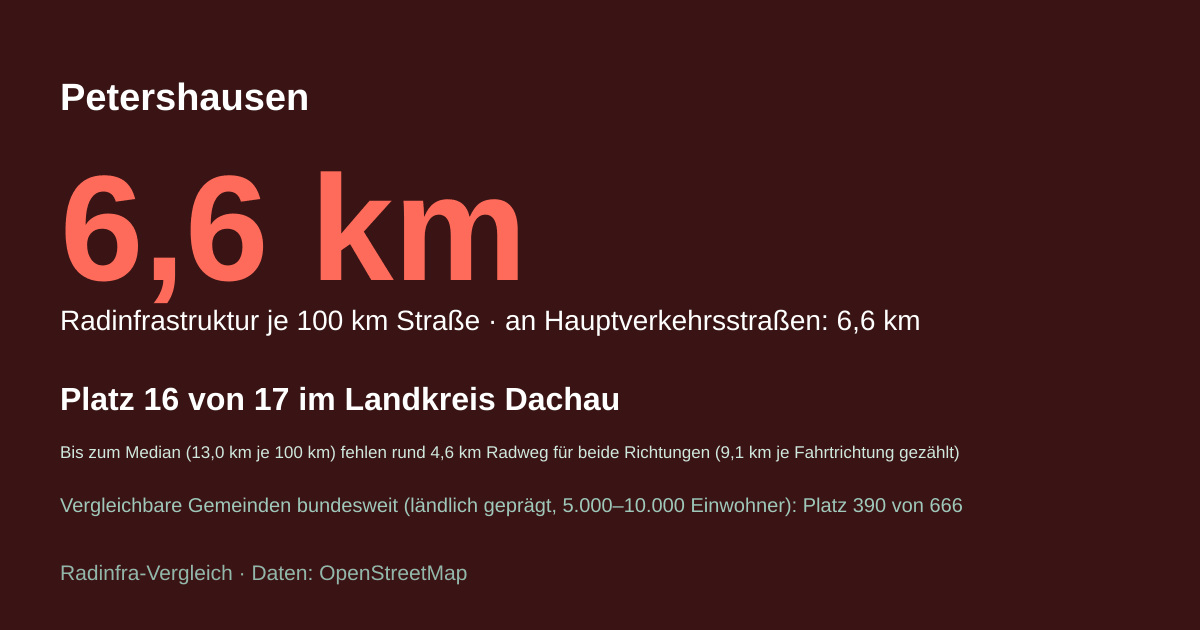 Petershausen
6,6 km
Radinfrastruktur je 100 km Straße · an Hauptverkehrsstraßen: 6,6 km
Platz 16 von 17 im Landkreis Dachau
Bis zum Median (13,0 km je 100 km) fehlen rund 4,6 km Radweg für beide Richtungen (9,1 km je Fahrtrichtung gezählt)
Vergleichbare Gemeinden bundesweit (ländlich geprägt, 5.000–10.000 Einwohner): Platz 390 von 666
Radinfra-Vergleich · Daten: OpenStreetMap